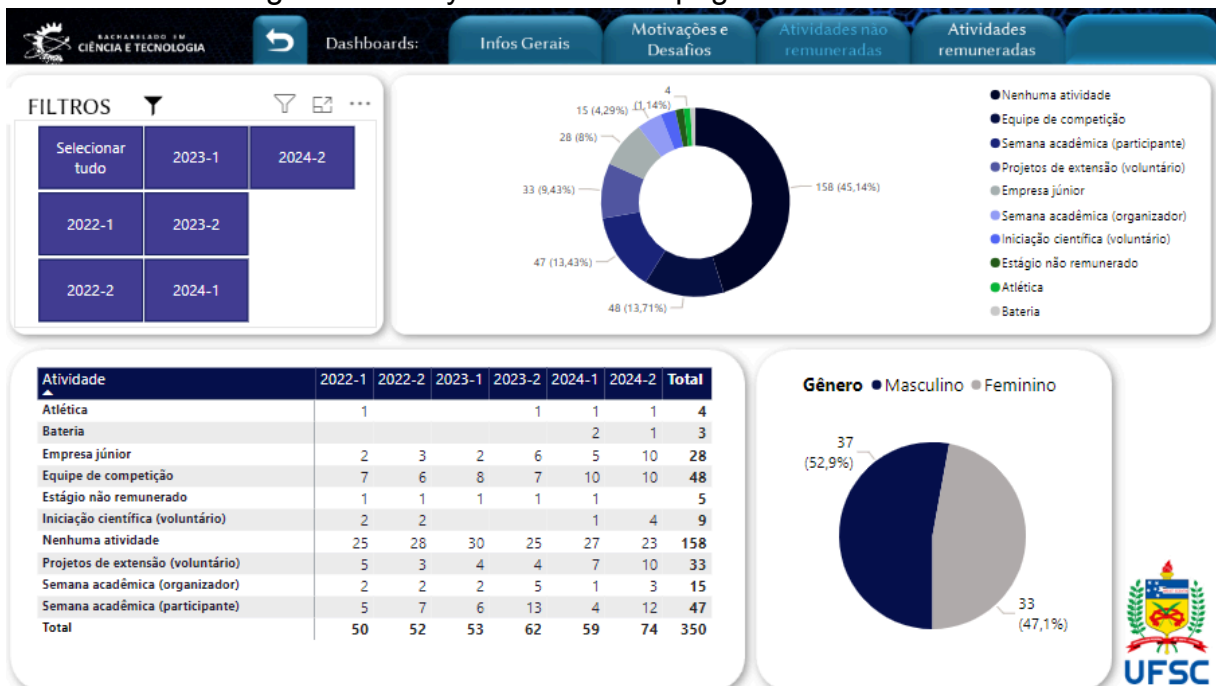 BACHARELADO EM
CIÊNCIA E TECNOLOGIA
Dashboards:
Infos Gerais
Motivações e
Desafios
Atividades não
remuneradas
Atividades
remuneradas
FILTROS
Selecionar
tudo
2023-1
2024-2
2022-1
2023-2
2022-2
2024-1
4
(1,14%)
15 (4,29%)
28 (8%)
33 (9,43%)
47 (13,43%)
48 (13,71%)
158 (45,14%)
Nenhuma atividade
Equipe de competição
Semana acadêmica (participante)
Projetos de extensão (voluntário)
Empresa júnior
Semana acadêmica (organizador)
Iniciação científica (voluntário)
Estágio não remunerado
Atlética
Bateria
Atividade 2022-1 2022-2 2023-1 2023-2 2024-1 2024-2 Total
Atlética 1 1 1 1 4
Bateria 2 1 3
Empresa júnior 2 3 2 6 5 10 28
Equipe de competição 7 6 8 7 10 10 48
Estágio não remunerado 1 1 1 1 1 5
Iniciação científica (voluntário) 2 2 1 4 9
Nenhuma atividade 25 28 30 25 27 23 158
Projetos de extensão (voluntário) 5 3 4 4 7 10 33
Semana acadêmica (organizador) 2 2 2 5 1 3 15
Semana acadêmica (participante) 5 7 6 13 4 12 47
Total 50 52 53 62 59 74 350
Gênero Masculino Feminino
37
(52,9%)
33
(47,1%)
UFSC